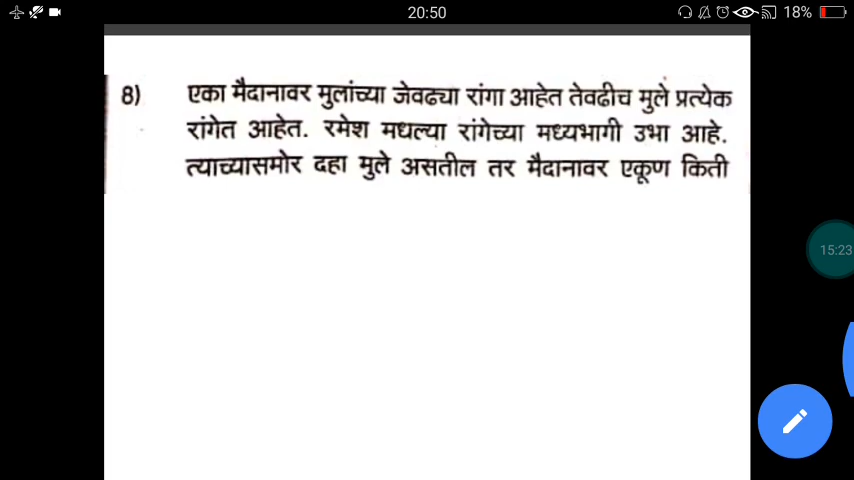 20:50
18%
8) एका मैदानावर मुलांच्या जेवढ्या रांगा आहेत तेवढीच मुले प्रत्येक
रांगेत आहेत. रमेश मधल्या रांगेच्या मध्यभागी उभा आहे.
त्याच्यासमोर दहा मुले असतील तर मैदानावर एकूण किती
15:23